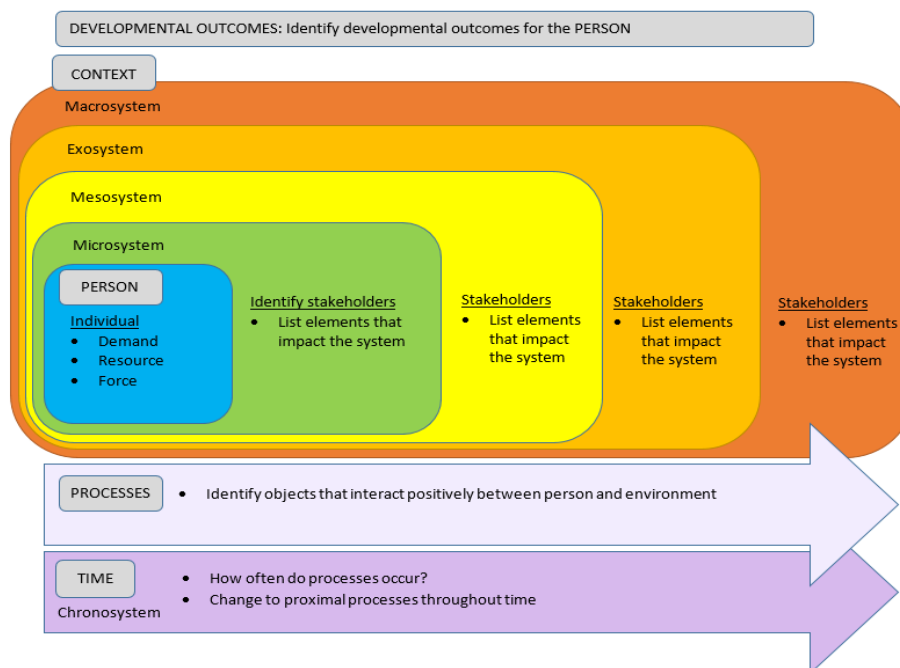 DEVELOPMENTAL OUTCOMES: Identify developmental outcomes for the PERSON
CONTEXT
Macrosystem
Exosystem
Mesosystem
Microsystem
PERSON
Individual
• Demand
• Resource
• Force
Identify stakeholders
• List elements that
impact the system
Stakeholders
• List elements
that impact
the system
Stakeholders
• List elements
that impact
the system
Stakeholders
• List elements
that impact
the system
PROCESSES
• Identify objects that interact positively between person and environment
TIME
Chronosystem
• How often do processes occur?
• Change to proximal processes throughout time